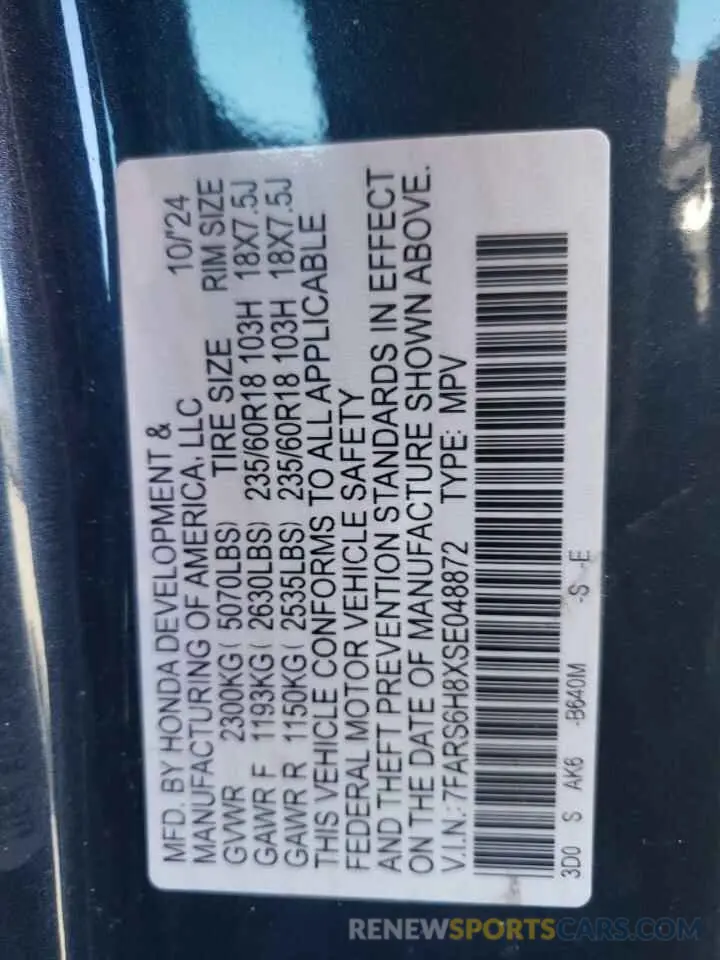 MFD. BY HONDA DEVELOPMENT &
MANUFACTURING OF AMERICA, LLC 10/'24
GVWR 2300KG( 5070LBS) TIRE SIZE RIM SIZE
GAWR F 1193KG( 2630LBS) 235/60R18 103H 18X7.5J
GAWR R 1150KG( 2535LBS) 235/60R18 103H 18X7.5J
THIS VEHICLE CONFORMS TO ALL APPLICABLE
FEDERAL MOTOR VEHICLE SAFETY
AND THEFT PREVENTION STANDARDS IN EFFECT
ON THE DATE OF MANUFACTURE SHOWN ABOVE.
V.I.N.: 7FARS6H8XSE048872 TYPE: MPV
3D0 S AK6 -B640M -S -E
RENEWSPORTSCARS.COM